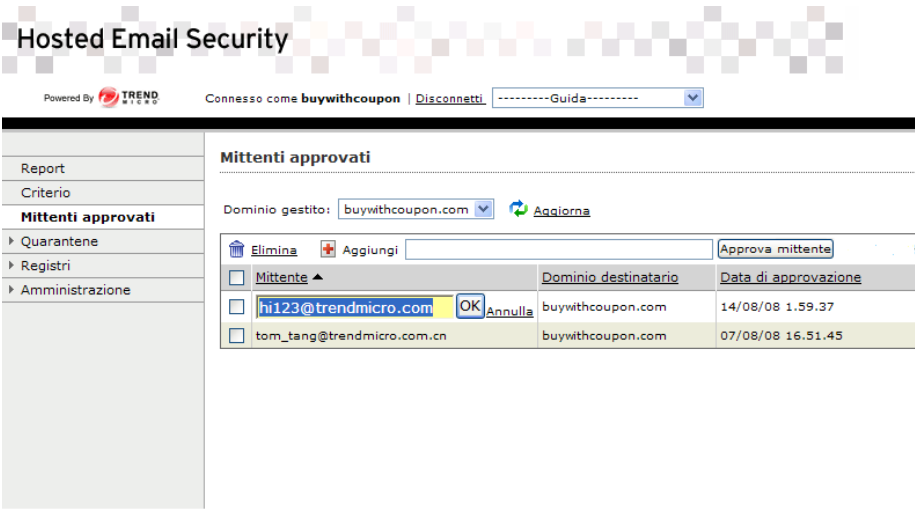 Hosted Email Security
Powered By TREND MICRO Connesso come buywithcoupon | Disconnetti ---------Guida---------
Mittenti approvati
Report
Criterio
Mittenti approvati
Quarantene
Registri
Amministrazione
Dominio gestito: buywithcoupon.com Aggiorna
Elimina Aggiungi Approva mittente
Mittente Dominio destinatario Data di approvazione
hi123@trendmicro.com OK Annulla buywithcoupon.com 14/08/08 1.59.37
tom_tang@trendmicro.com.cn buywithcoupon.com 07/08/08 16.51.45